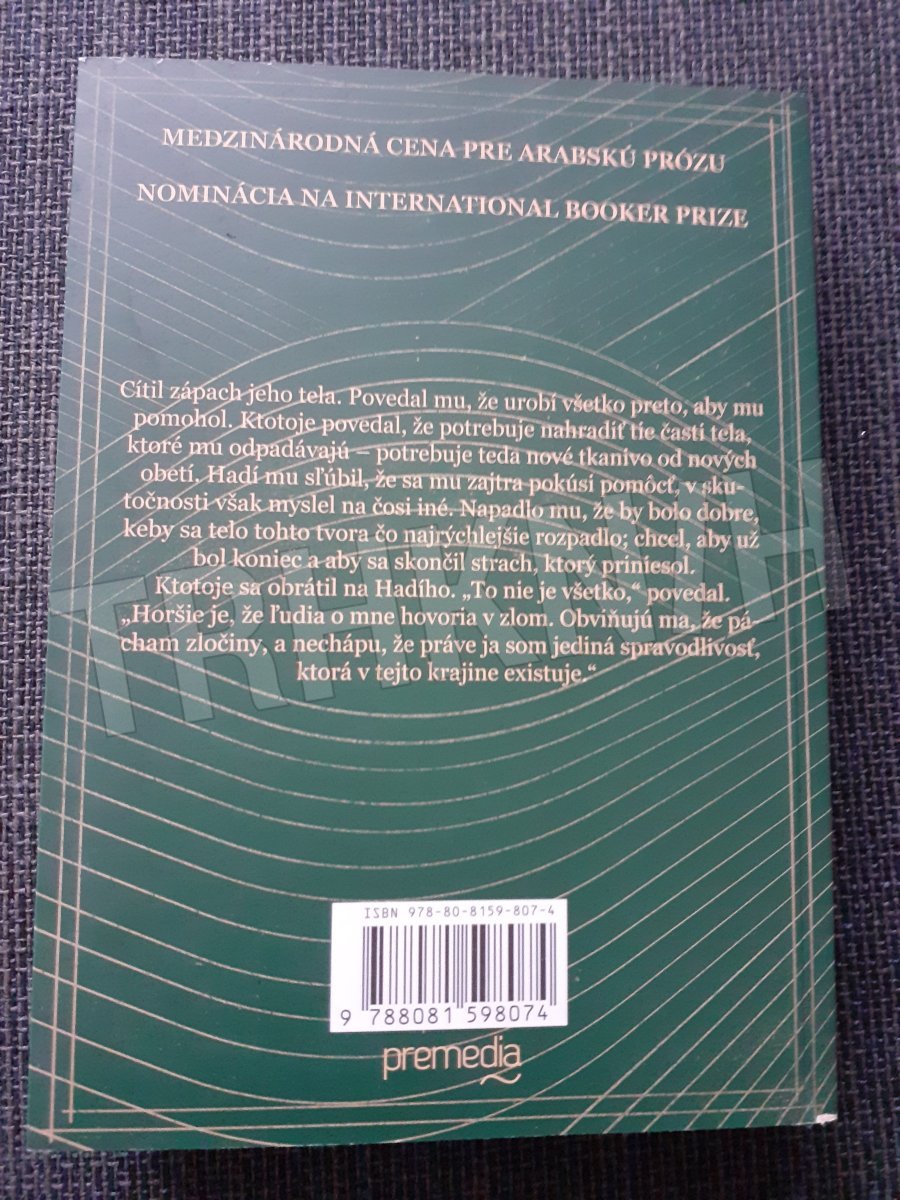 MEDZINÁRODNÁ CENA PRE ARABSKÚ PRÓZU
NOMINÁCIA NA INTERNATIONAL BOOKER PRIZE
Cítil zápach jeho tela. Povedal mu, že urobí všetko preto, aby mu
pomohol. Ktotoje povedal, že potrebuje nahradiť tie časti tela,
ktoré mu odpadávajú – potrebuje teda nové tkanivo od nových
obetí. Hadí mu sľúbil, že sa mu zajtra pokúsi pomôcť, v sku-
točnosti však myslel na čosi iné. Napadlo mu, že by bolo dobre,
keby sa telo tohto tvora čo najrýchlejšie rozpadlo; chcel, aby už
bol koniec a aby sa skončil strach, ktorý priniesol.
Ktotoje sa obrátil na Hadího. „To nie je všetko,“ povedal.
„Horšie je, že ľudia o mne hovoria v zlom. Obviňujú ma, že pá-
cham zločiny, a nechápu, že práve ja som jediná spravodlivosť,
ktorá v tejto krajine existuje.“
ISBN 978-80-8159-807-4
9 788081 598074
premedia